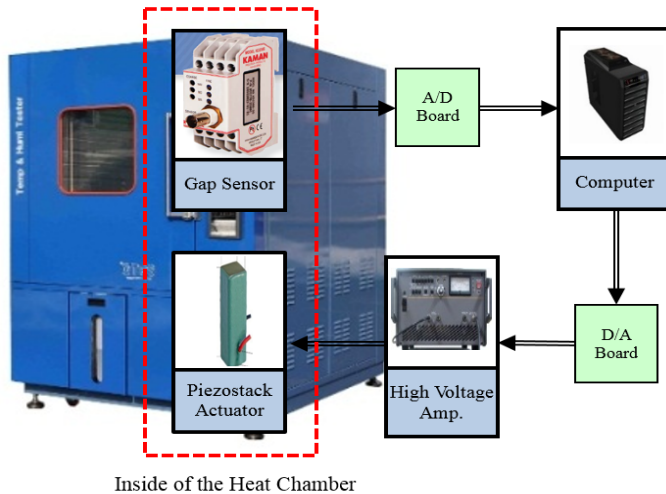 Temp & Humi Tester
KAMAN
Gap Sensor
A/D
Board
Computer
Piezostack
Actuator
High Voltage
Amp.
D/A
Board
Inside of the Heat Chamber